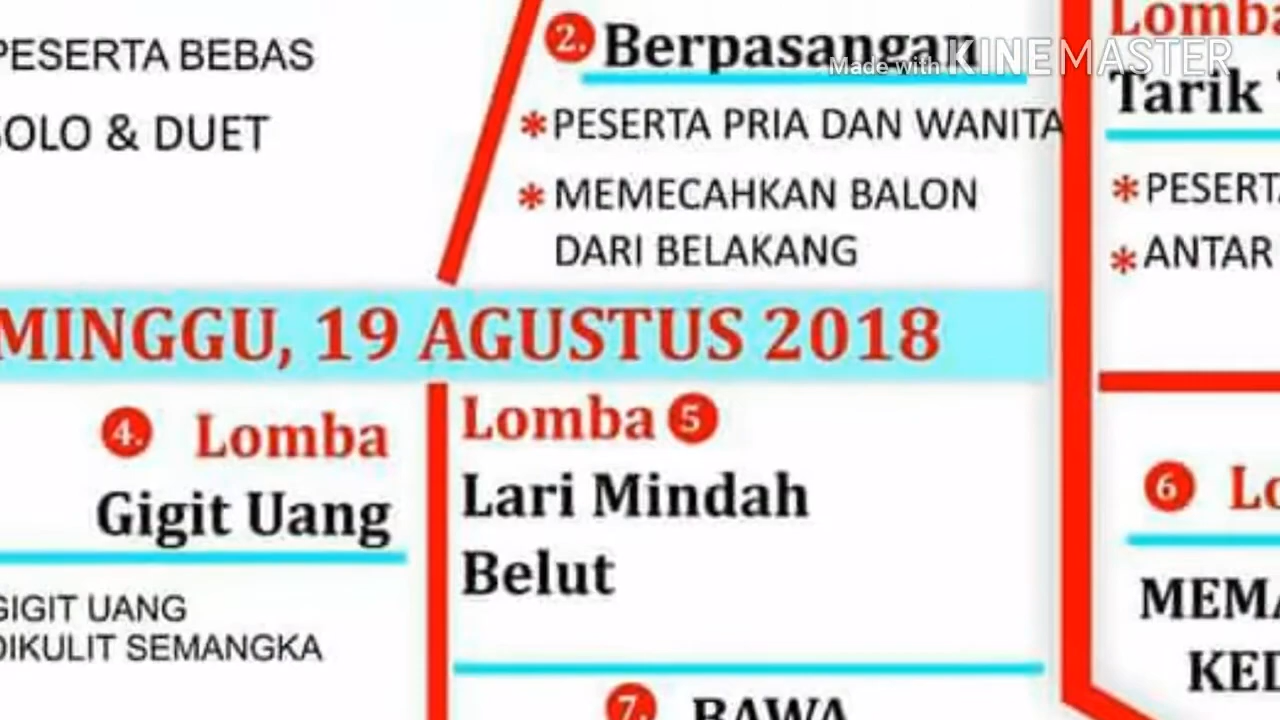 PESERTA BEBAS
SOLO & DUET
2. Berpasangan
* PESERTA PRIA DAN WANITA
* MEMECAHKAN BALON
DARI BELAKANG
Made with KINEMASTER
Lomba
Tarik
* PESERTA
* ANTAR
MINGGU, 19 AGUSTUS 2018
4. Lomba
Gigit Uang
GIGIT UANG
DIKULIT SEMANGKA
Lomba 5
Lari Mindah
Belut
7. BAWA
6